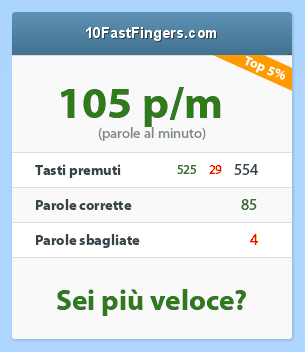 10FastFingers.com
Top 5%
105 p/m
(parole al minuto)
Tasti premuti 525 29 554
Parole corrette 85
Parole sbagliate 4
Sei più veloce?